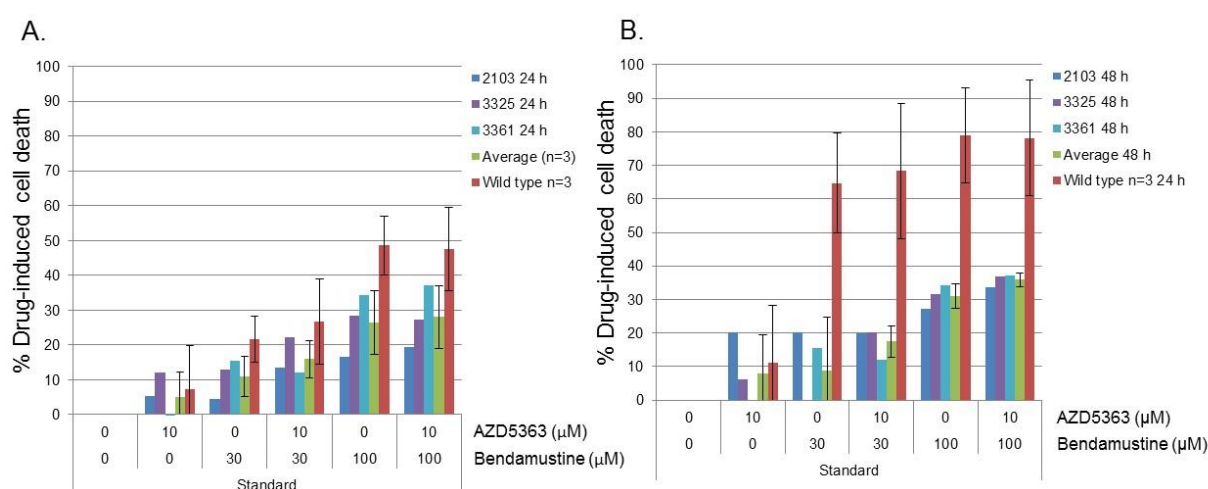 A.
% Drug-induced cell death
100
90
80
70
60
50
40
30
20
10
0
2103 24 h
3325 24 h
3361 24 h
Average (n=3)
Wild type n=3
0 10 0 10 0 10 AZD5363 (µM)
0 0 30 30 100 100 Bendamustine (µM)
Standard
B.
% Drug-induced cell death
100
90
80
70
60
50
40
30
20
10
0
2103 48 h
3325 48 h
3361 48 h
Average 48 h
Wild type n=3 24 h
0 10 0 10 0 10 AZD5363 (µM)
0 0 30 30 100 100 Bendamustine (µM)
Standard